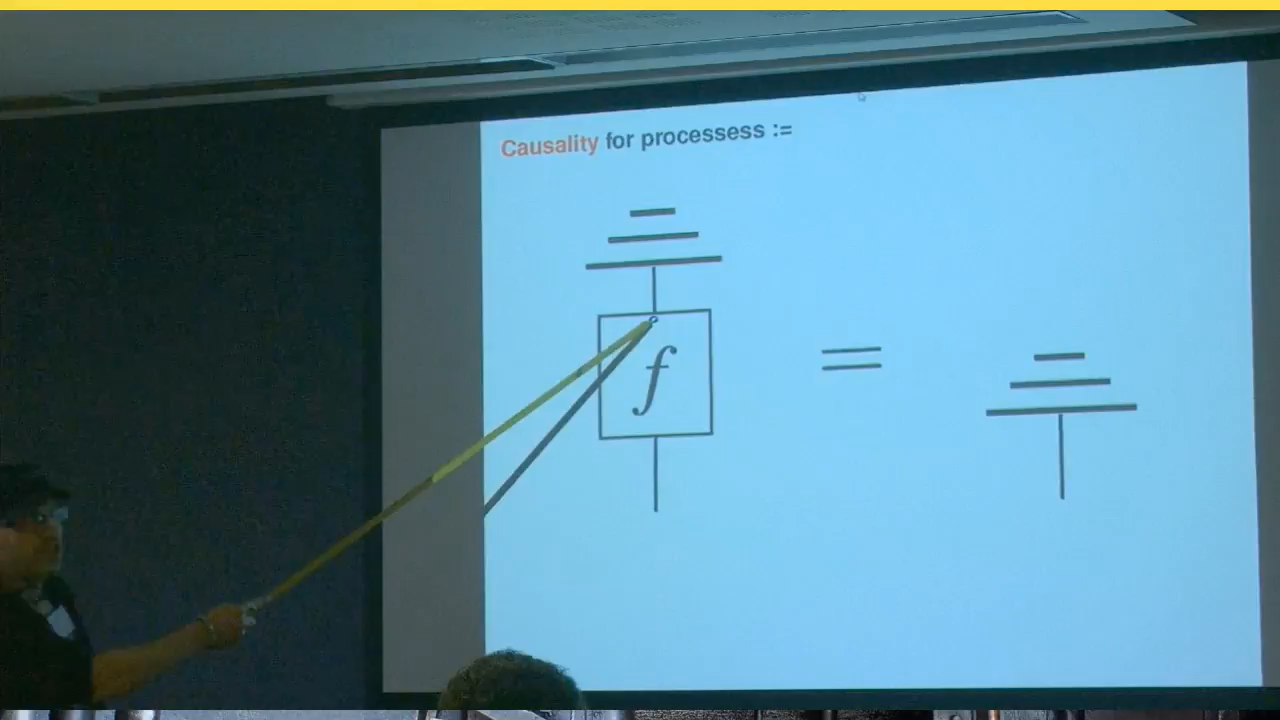 Causality for processess :=
f
=